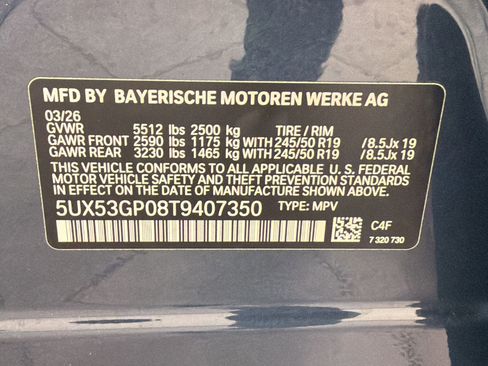 MFD BY BAYERISCHE MOTOREN WERKE AG
03/26
GVWR 5512 lbs 2500 kg TIRE / RIM
GAWR FRONT 2590 lbs 1175 kg WITH 245/50 R19 /8.5Jx 19
GAWR REAR 3230 lbs 1465 kg WITH 245/50 R19 /8.5Jx 19
THIS VEHICLE CONFORMS TO ALL APPLICABLE U. S. FEDERAL
MOTOR VEHICLE SAFETY, BUMPER, AND THEFT PREVENTION STANDARDS
IN EFFECT ON THE DATE OF MANUFACTURE SHOWN ABOVE.
5UX53GP08T9407350 TYPE: MPV
C4F
7 320 730